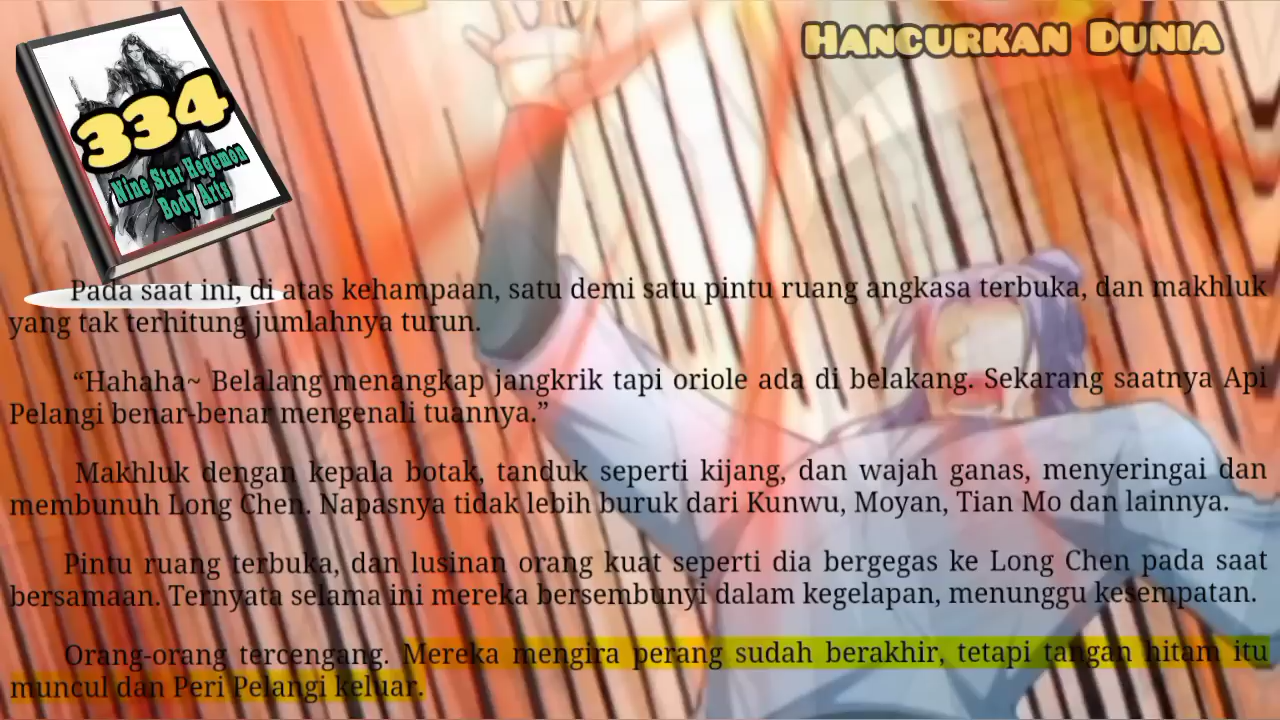 Hancurkan Dunia
334
Nine Star Hegemon
Body Arts
Pada saat ini, di atas kehampaan, satu demi satu pintu ruang angkasa terbuka, dan makhluk
yang tak terhitung jumlahnya turun.
“Hahaha~ Belalang menangkap jangkrik tapi oriole ada di belakang. Sekarang saatnya Api
Pelangi benar-benar mengenali tuannya.”
Makhluk dengan kepala botak, tanduk seperti kijang, dan wajah ganas, menyeringai dan
membunuh Long Chen. Napasnya tidak lebih buruk dari Kunwu, Moyan, Tian Mo dan lainnya.
Pintu ruang terbuka, dan lusinan orang kuat seperti dia bergegas ke Long Chen pada saat
bersamaan. Ternyata selama ini mereka bersembunyi dalam kegelapan, menunggu kesempatan.
Orang-orang tercengang. Mereka mengira perang sudah berakhir, tetapi tangan hitam itu
muncul dan Peri Pelangi keluar.